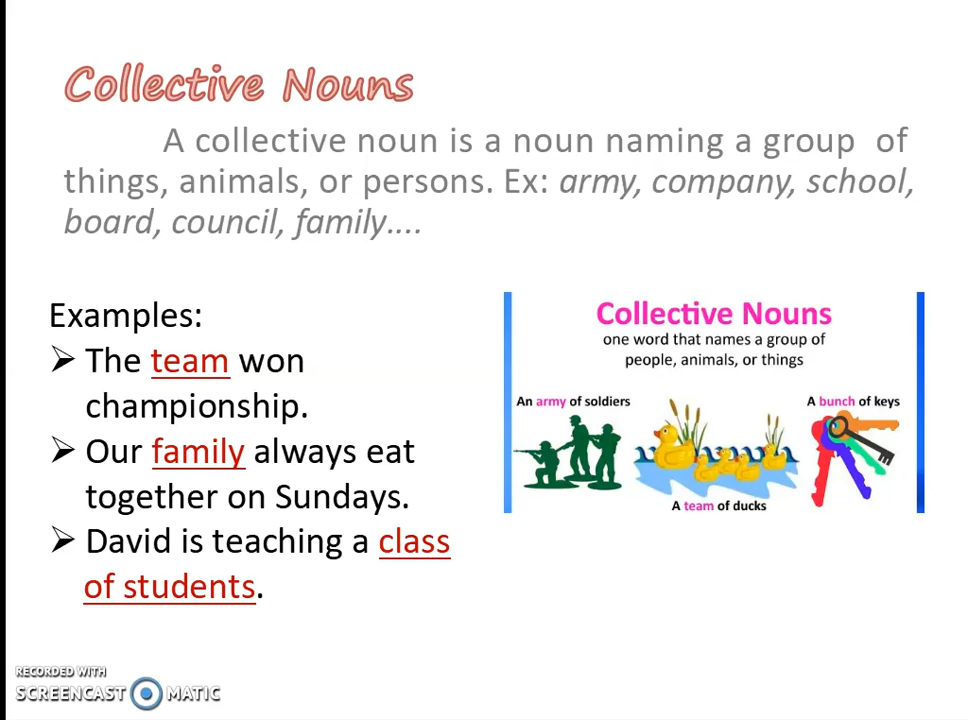 Collective Nouns
A collective noun is a noun naming a group of
things, animals, or persons. Ex: army, company, school,
board, council, family....
Examples:
➢ The team won
championship.
➢ Our family always eat
together on Sundays.
➢ David is teaching a class
of students.
Collective Nouns
one word that names a group of
people, animals, or things
An army of soldiers
A bunch of keys
A team of ducks
RECORDED WITH
SCREENCAST MATIC